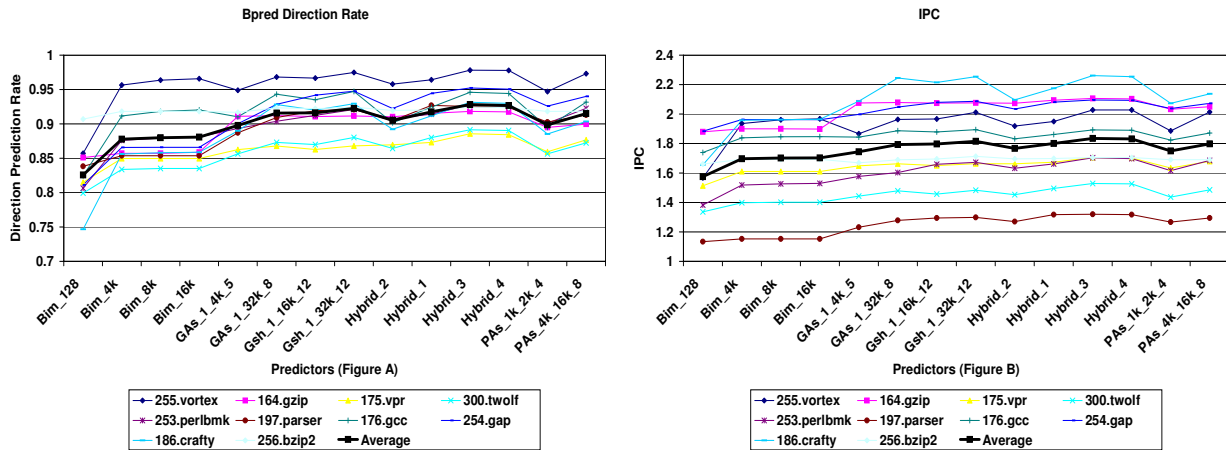 Bpred Direction Rate
Direction Prediction Rate
1
0.95
0.9
0.85
0.8
0.75
0.7
Bim_128
Bim_4k
Bim_8k
Bim_16k
GAs_1_4k_5
GAs_1_32k_8
Gsh_1_16k_12
Gsh_1_32k_12
Hybrid_2
Hybrid_1
Hybrid_3
Hybrid_4
PAs_1k_2k_4
PAs_4k_16k_8
Predictors (Figure A)
255.vortex 164.gzip 175.vpr 300.twolf
253.perlbmk 197.parser 176.gcc 254.gap
186.crafty 256.bzip2 Average
IPC
IPC
2.4
2.2
2
1.8
1.6
1.4
1.2
1
Bim_128
Bim_4k
Bim_8k
Bim_16k
GAs_1_4k_5
GAs_1_32k_8
Gsh_1_16k_12
Gsh_1_32k_12
Hybrid_2
Hybrid_1
Hybrid_3
Hybrid_4
PAs_1k_2k_4
PAs_4k_16k_8
Predictors (Figure B)
255.vortex 164.gzip 175.vpr 300.twolf
253.perlbmk 197.parser 176.gcc 254.gap
186.crafty 256.bzip2 Average